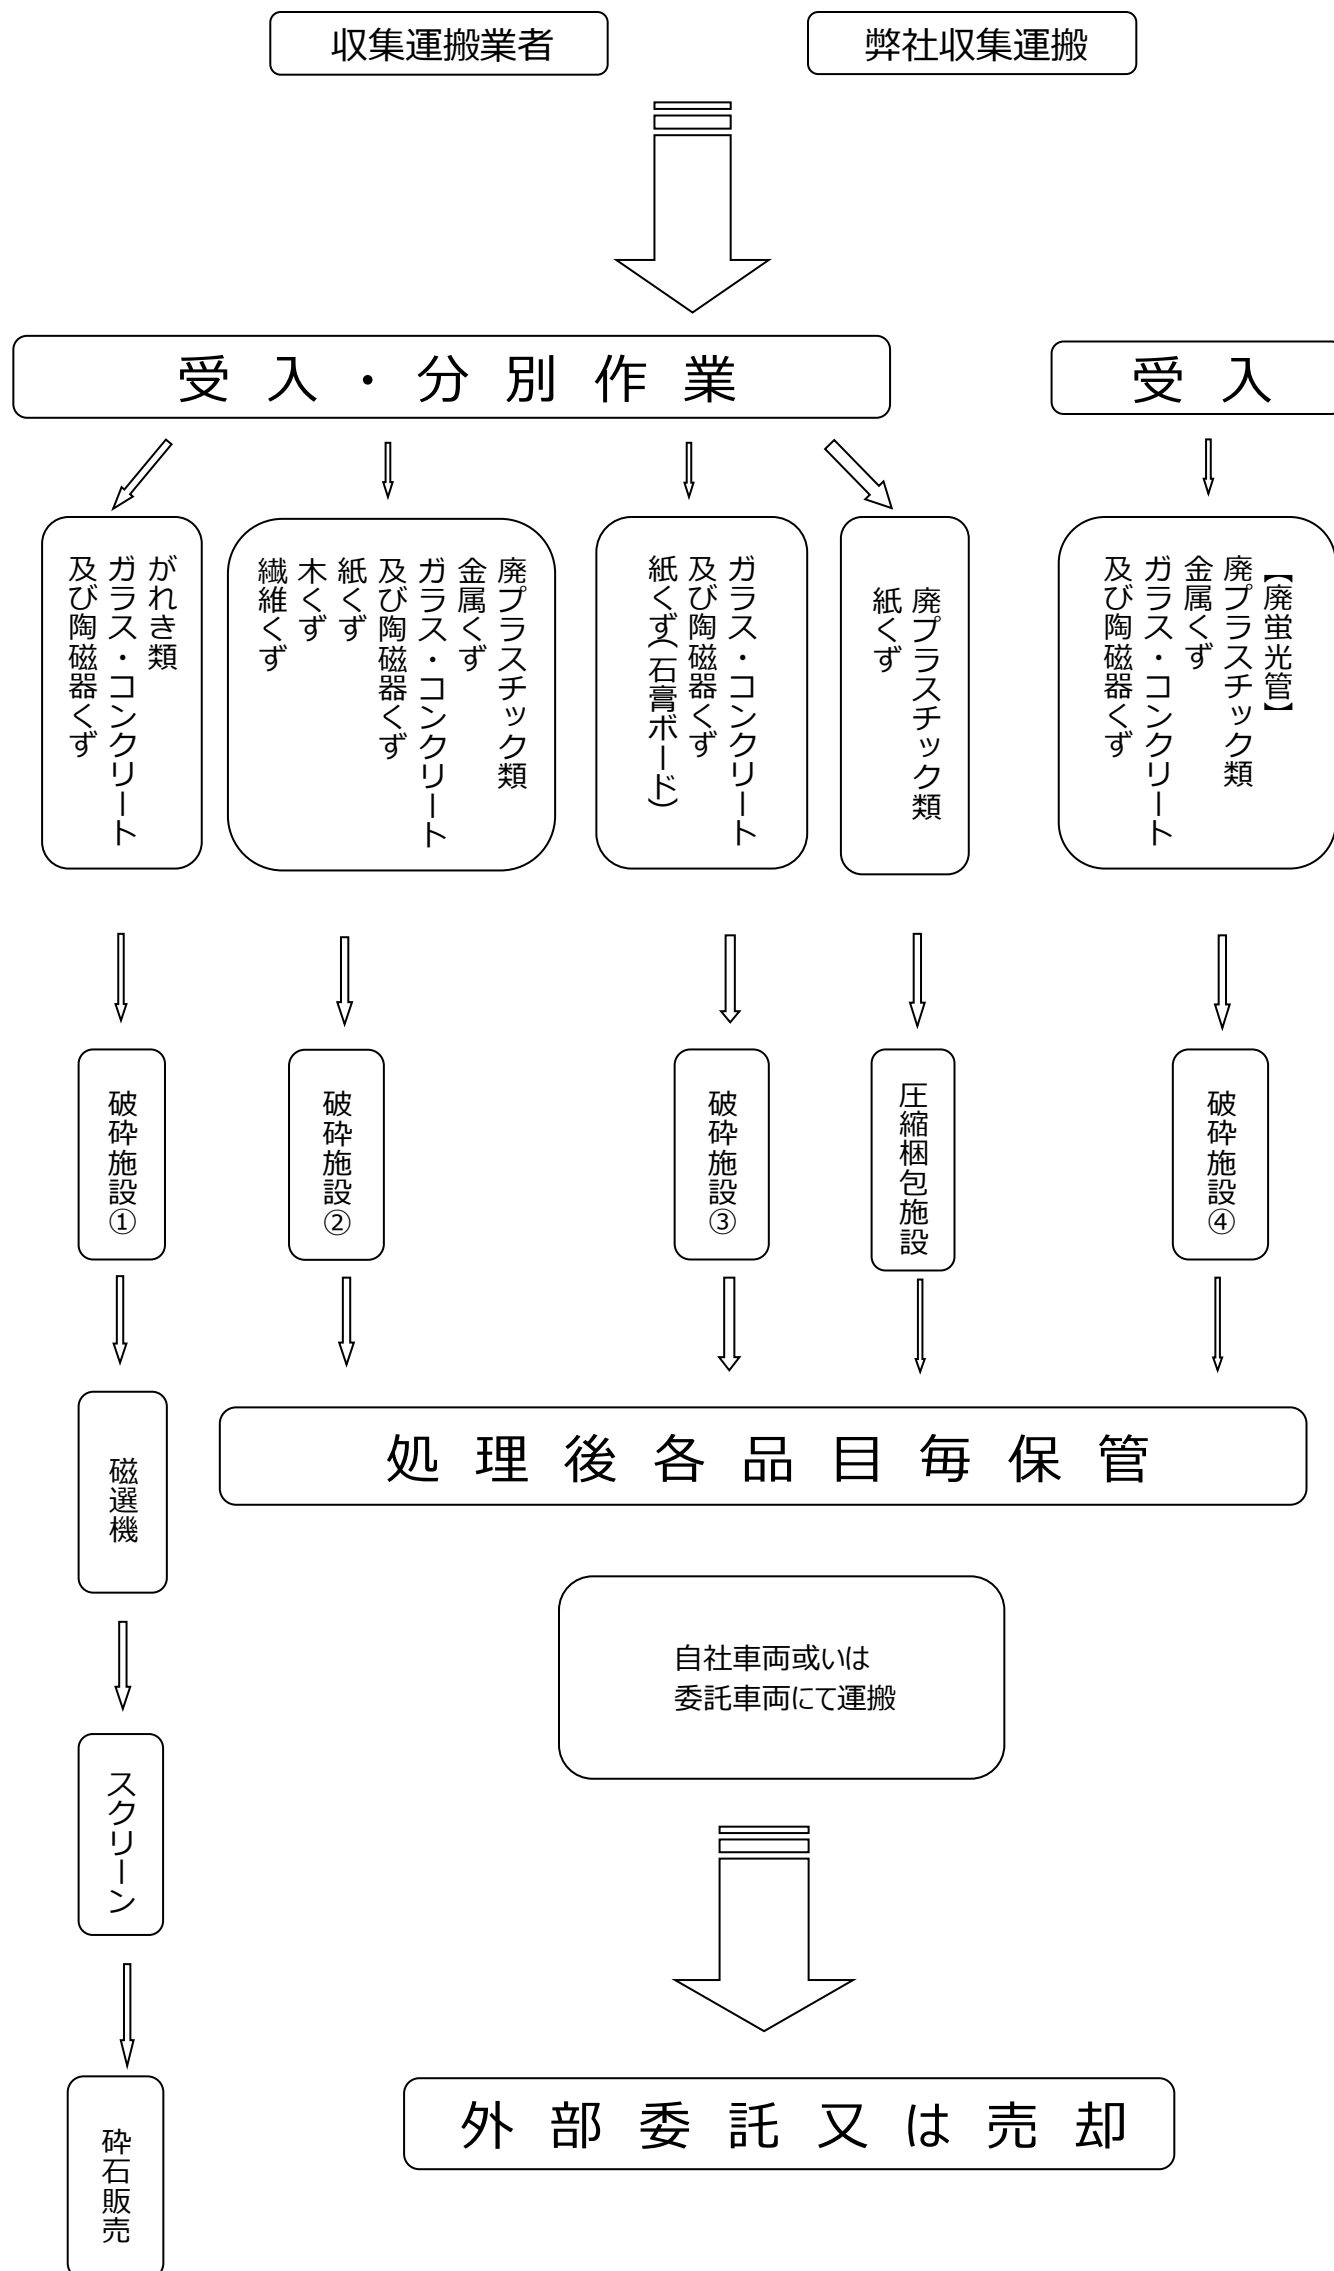 収集運搬業者
弊社収集運搬
受入・分別作業
受入
がれき類
ガラス・コンクリート
及び陶磁器くず
廃プラスチック類
金属くず
ガラス・コンクリート
及び陶磁器くず
紙くず
木くず
繊維くず
ガラス・コンクリート
及び陶磁器くず
紙くず(石膏ボード)
廃プラスチック類
紙くず
【廃蛍光管】
廃プラスチック類
金属くず
ガラス・コンクリート
及び陶磁器くず
破砕施設①
破砕施設②
破砕施設③
圧縮梱包施設
破砕施設④
磁選機
処理後各品目毎保管
自社車両或いは
委託車両にて運搬
スクリーン
外部委託又は売却
砕石販売